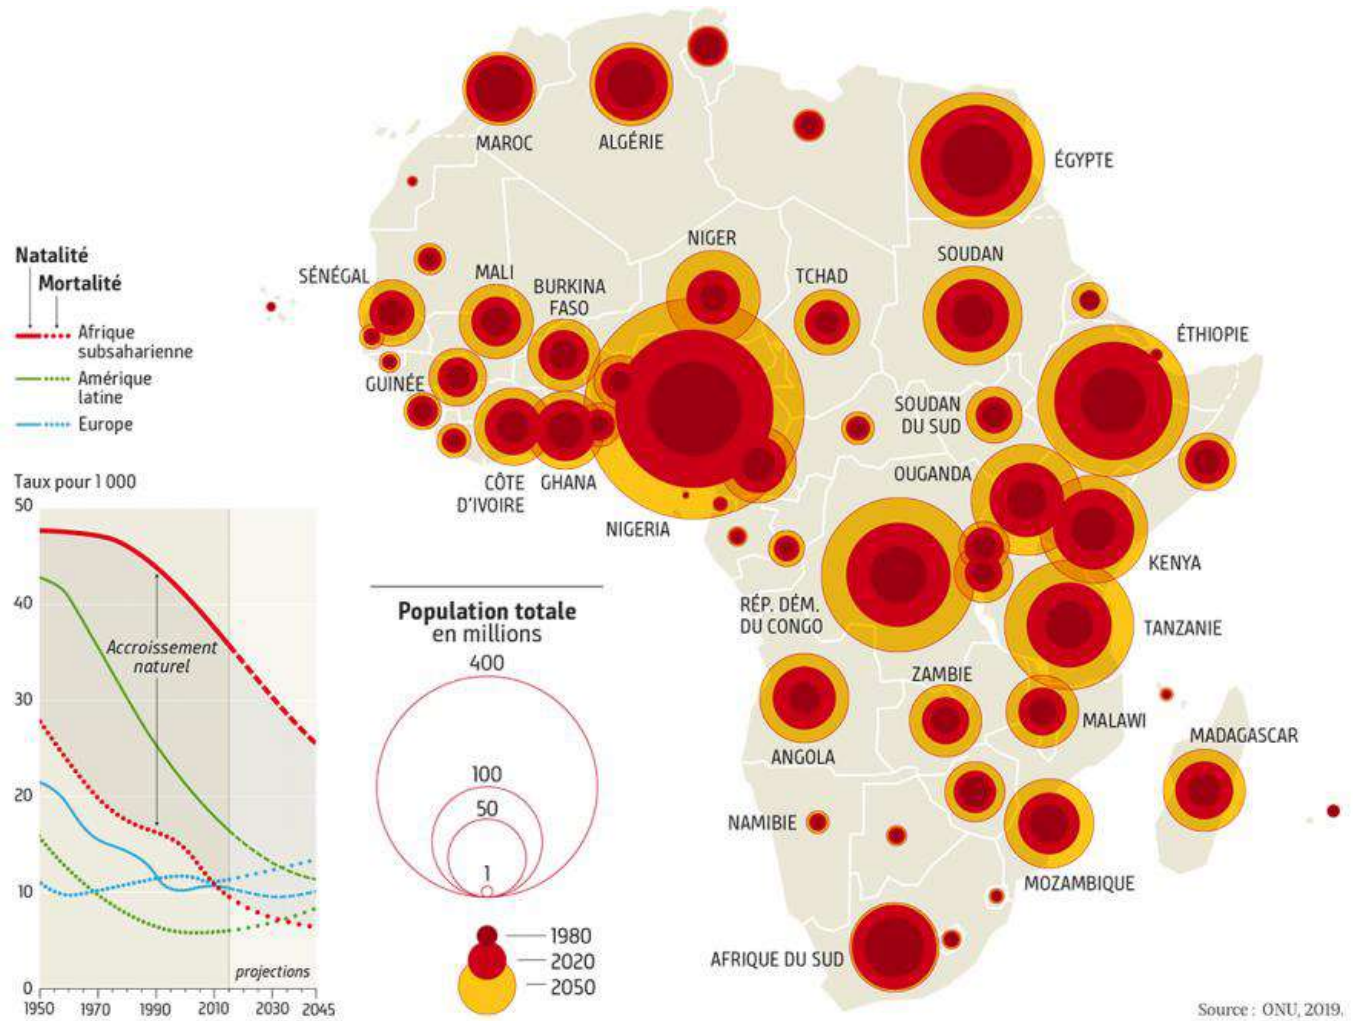 MAROC
ALGÉRIE
ÉGYPTE
NIGER
SOUDAN
TCHAD
SÉNÉGAL
MALI
BURKINA
FASO
ÉTHIOPIE
GUINÉE
SOUDAN
DU SUD
CÔTE
D'IVOIRE
GHANA
NIGERIA
OUGANDA
KENYA
RÉP. DÉM.
DU CONGO
TANZANIE
ZAMBIE
MALAWI
ANGOLA
MADAGASCAR
NAMIBIE
MOZAMBIQUE
AFRIQUE DU SUD
Natalité
Mortalité
Afrique
subsaharienne
Amérique
latine
Europe
Taux pour 1 000
50
40
30
20
10
0
Accroissement
naturel
projections
1950
1970
1990
2010
2030
2045
Population totale
en millions
400
100
50
1
1980
2020
2050
Source : ONU, 2019.